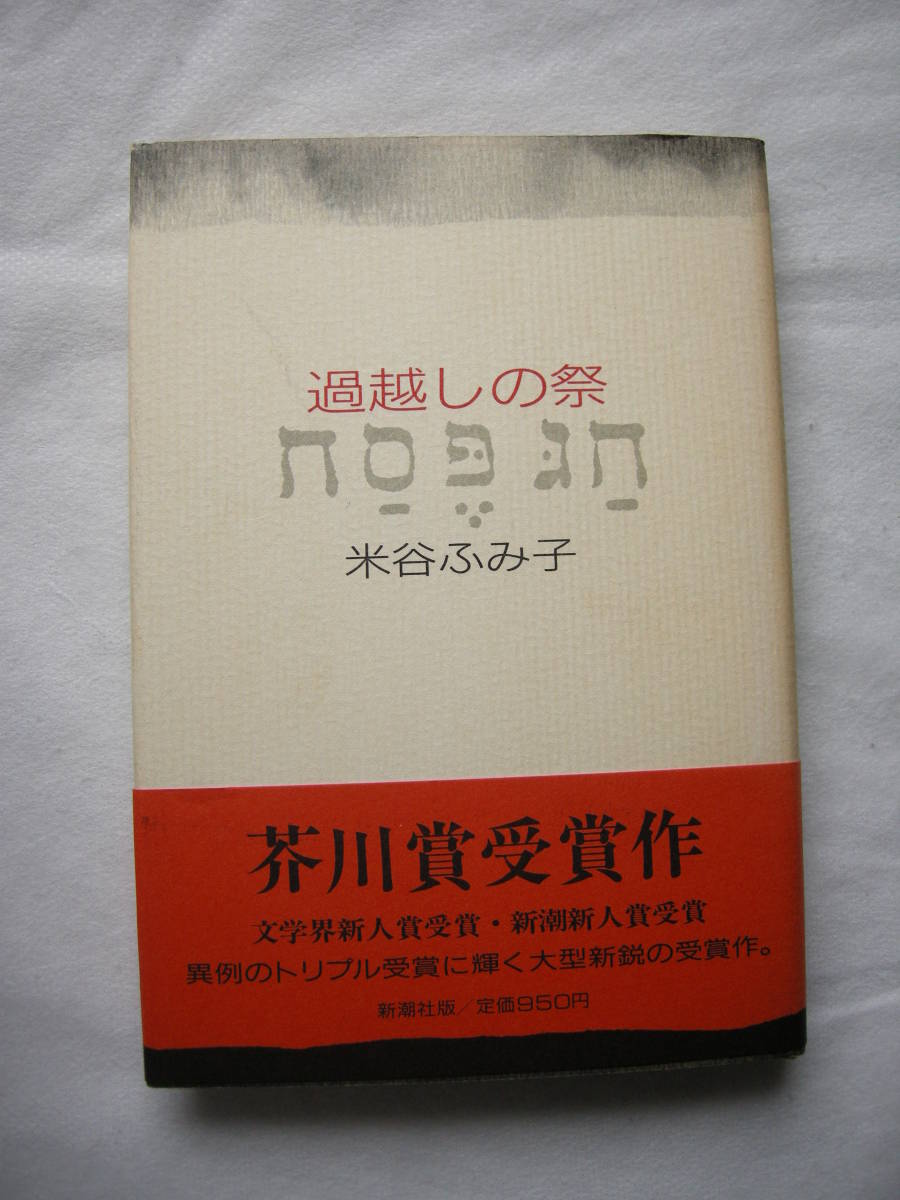 過越しの祭
חַג פֶּסַח
米谷ふみ子
芥川賞受賞作
文学界新人賞受賞・新潮新人賞受賞
異例のトリプル受賞に輝く大型新鋭の受賞作。
新潮社版／定価950円